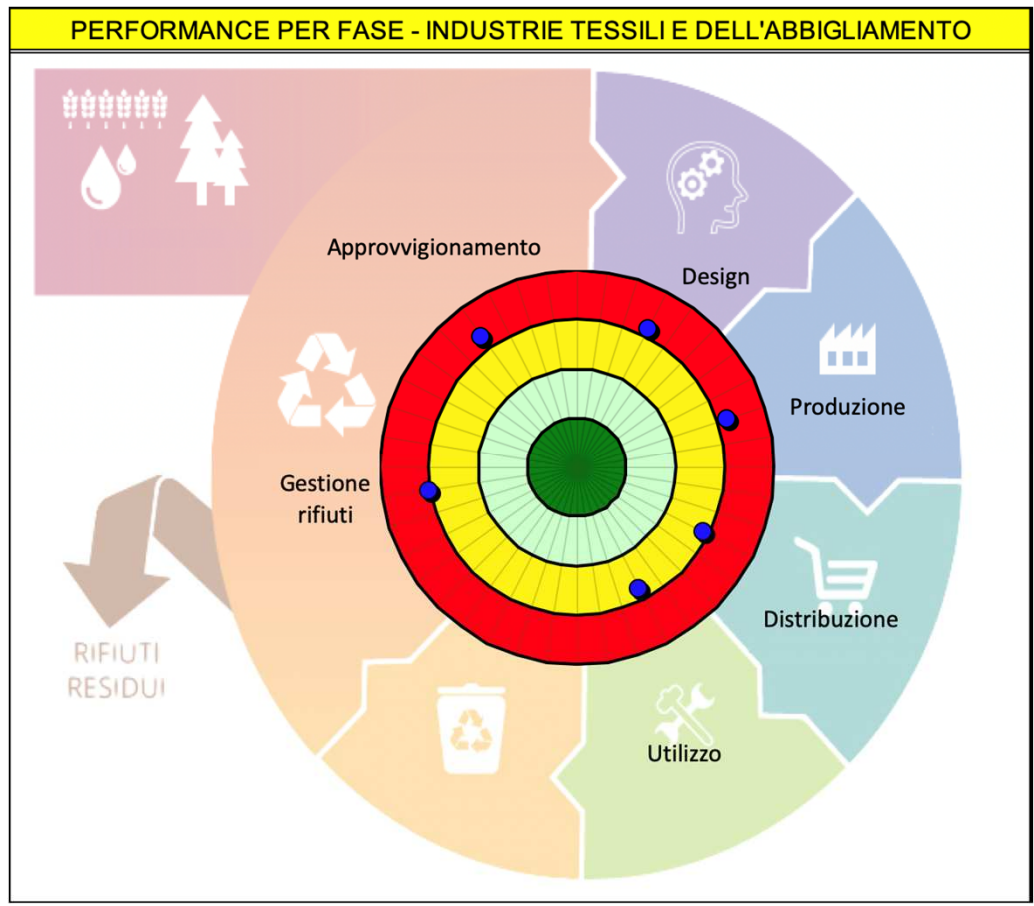 PERFORMANCE PER FASE - INDUSTRIE TESSILI E DELL'ABBIGLIAMENTO
Approvvigionamento
Design
Produzione
Gestione
rifiuti
Distribuzione
RIFIUTI
RESIDUI
Utilizzo